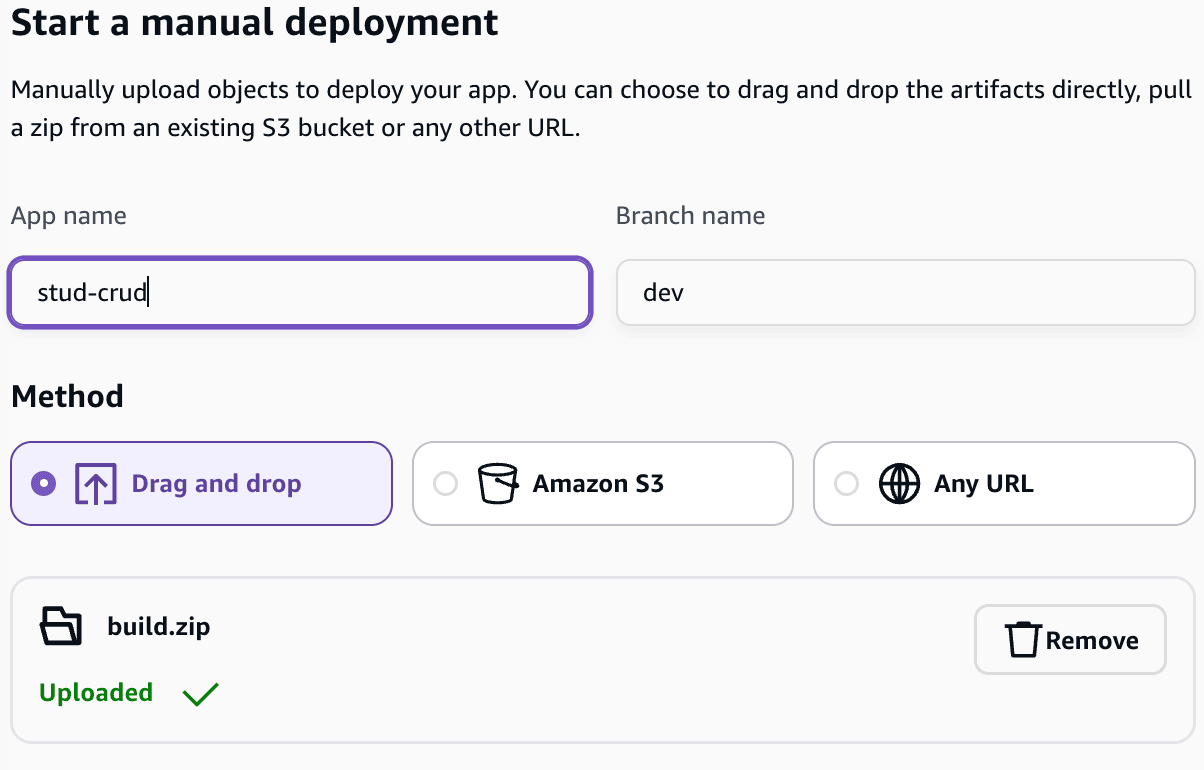 Start a manual deployment
Manually upload objects to deploy your app. You can choose to drag and drop the artifacts directly, pull
a zip from an existing S3 bucket or any other URL.
App name
Branch name
stud-crud
dev
Method
Drag and drop
Amazon S3
Any URL
build.zip
Remove
Uploaded